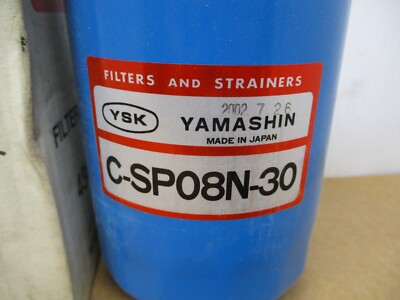 FILTERS AND STRAINERS
2002 7 26
YSK
YAMASHIN
MADE IN JAPAN
C-SP08N-30
FILTER